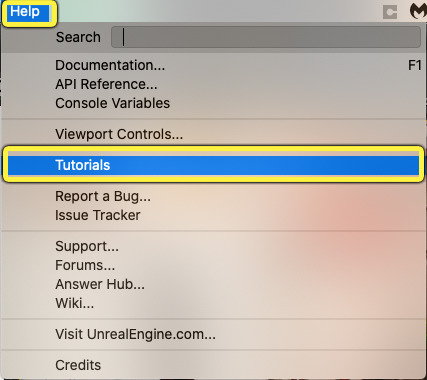 Help
Search
Documentation... F1
API Reference...
Console Variables
Viewport Controls...
Tutorials
Report a Bug...
Issue Tracker
Support...
Forums...
Answer Hub...
Wiki...
Visit UnrealEngine.com...
Credits